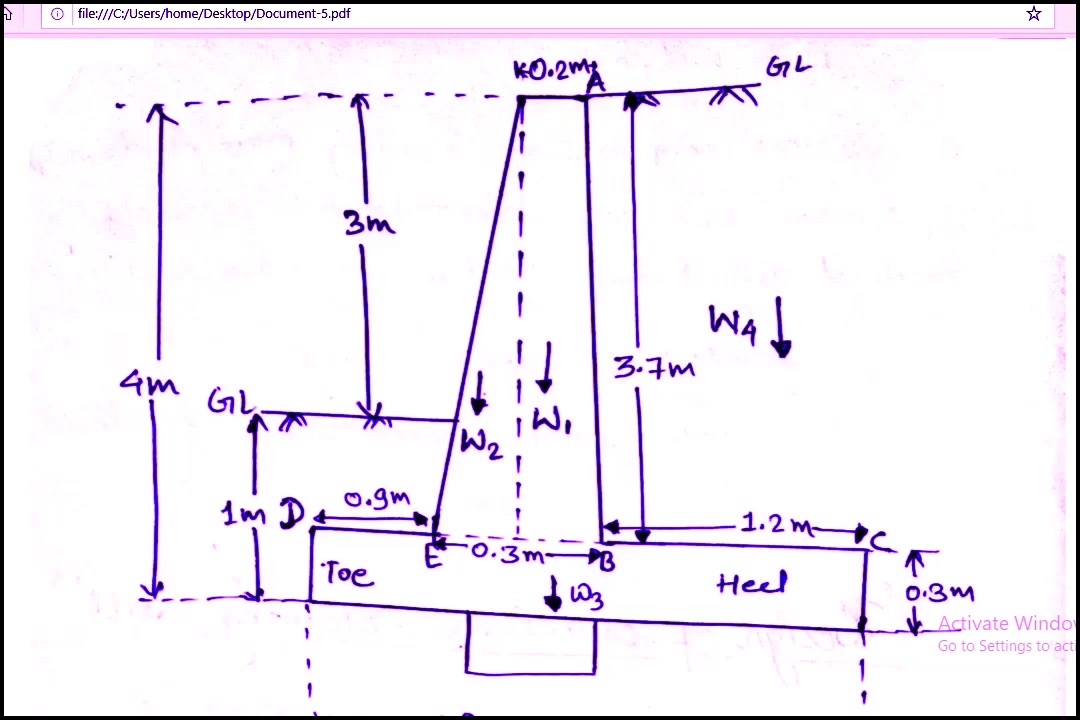 file:///C:/Users/home/Desktop/Document-5.pdf
0.2m
A
GL
3m
4m
W4
3.7m
GL
W2
W1
1m
D
0.9m
1.2m
C
E
0.3m
B
Toe
W3
Heel
0.3m
Activate Windo
Go to Settings to act